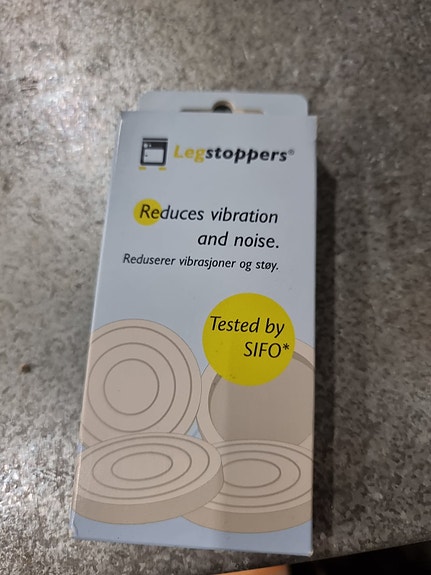 Legstoppers®
Reduces vibration
and noise.
Reduserer vibrasjoner og støy.
Tested by
SIFO*